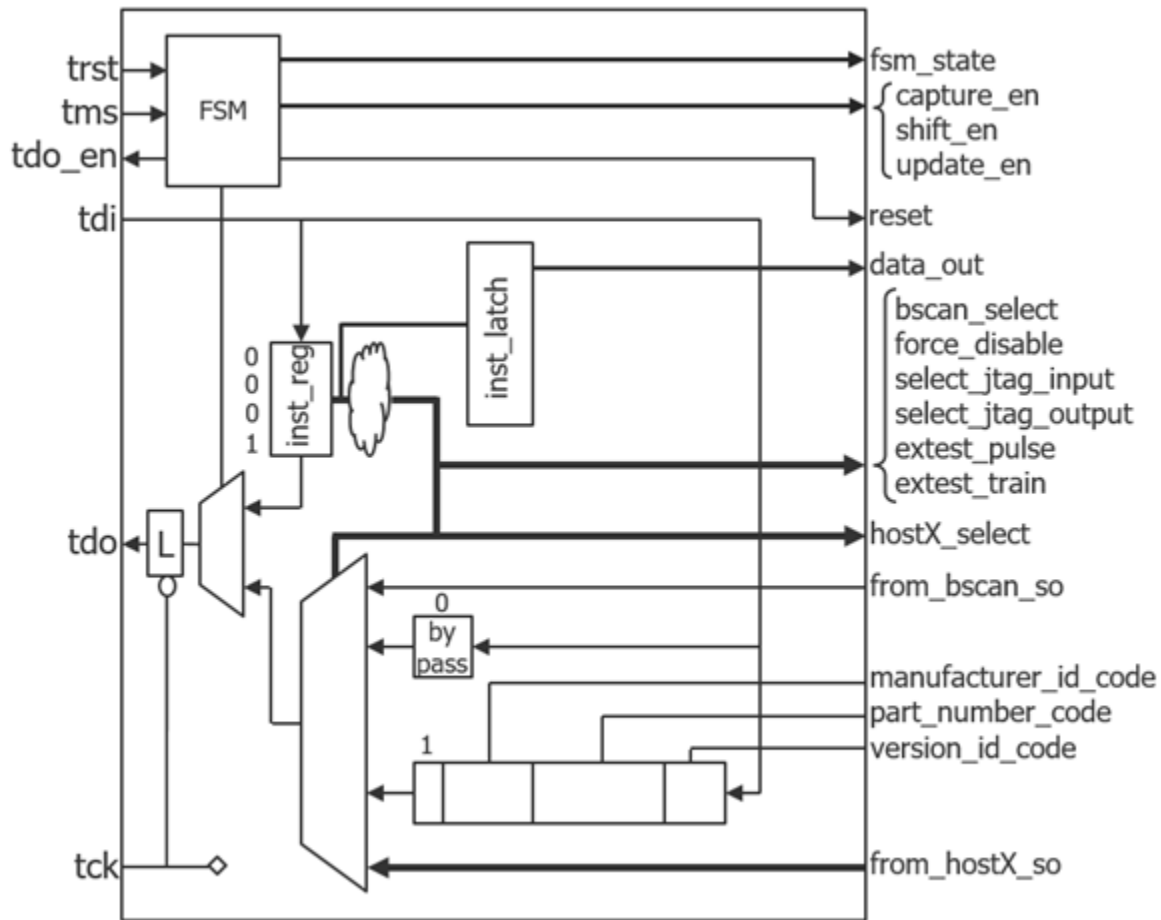 trst
tms
tdo_en
tdi
FSM
fsm_state
capture_en
shift_en
update_en
reset
data_out
inst_latch
inst_reg
0
0
0
1
bscan_select
force_disable
select_jtag_input
select_jtag_output
extest_pulse
extest_train
tdo
L
hostX_select
from_bscan_so
0
by
pass
manufacturer_id_code
part_number_code
version_id_code
1
tck
from_hostX_so